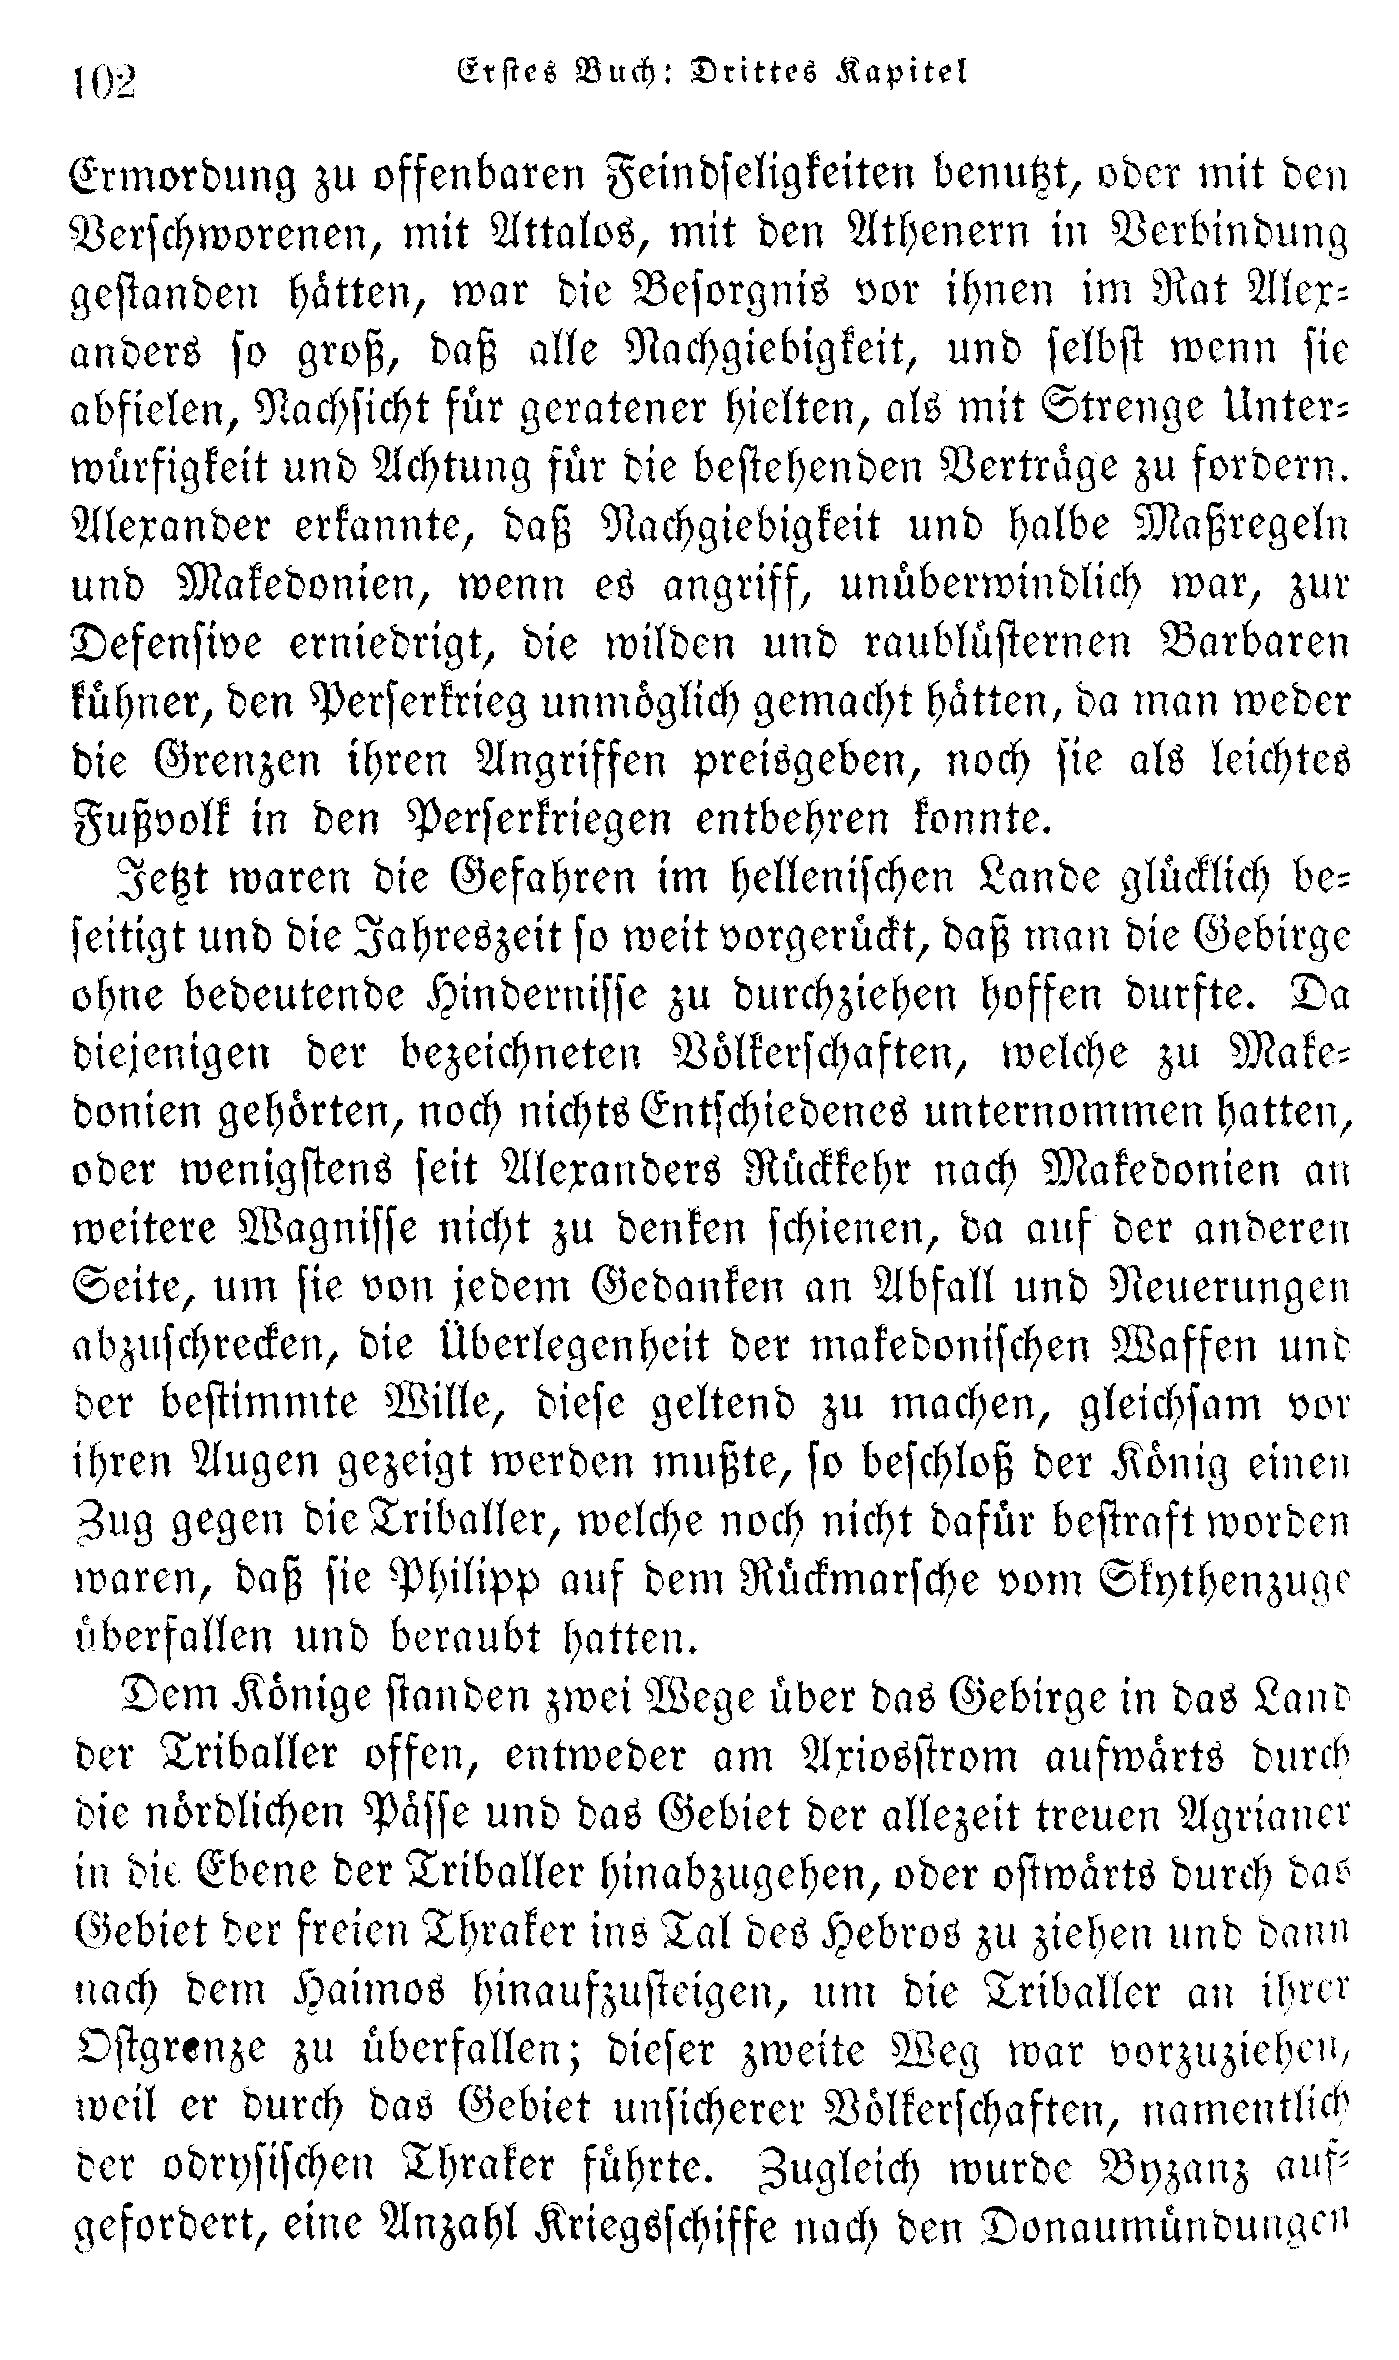 102 Erstes Buch: Drittes Kapitel
Ermordung zu offenbaren Feindseligkeiten benutzt, oder mit den
Verschworenen, mit Attalos, mit den Athenern in Verbindung
gestanden hätten, war die Besorgnis vor ihnen im Rat Alex-
anders so groß, daß alle Nachgiebigkeit, und selbst wenn sie
abfielen, Nachsicht für geratener hielten, als mit Strenge Unter-
würfigkeit und Achtung für die bestehenden Verträge zu fordern.
Alexander erkannte, daß Nachgiebigkeit und halbe Maßregeln
und Makedonien, wenn es angriff, unüberwindlich war, zur
Defensive erniedrigt, die wilden und raublüsternen Barbaren
kühner, den Perserkrieg unmöglich gemacht hätten, da man weder
die Grenzen ihren Angriffen preisgeben, noch sie als leichtes
Fußvolk in den Perserkriegen entbehren konnte.
Jetzt waren die Gefahren im hellenischen Lande glücklich be-
seitigt und die Jahreszeit so weit vorgerückt, daß man die Gebirge
ohne bedeutende Hindernisse zu durchziehen hoffen durfte. Da
diejenigen der bezeichneten Völkerschaften, welche zu Make-
donien gehörten, noch nichts Entschiedenes unternommen hatten,
oder wenigstens seit Alexanders Rückkehr nach Makedonien an
weitere Wagnisse nicht zu denken schienen, da auf der anderen
Seite, um sie von jedem Gedanken an Abfall und Neuerungen
abzuschrecken, die Überlegenheit der makedonischen Waffen und
der bestimmte Wille, diese geltend zu machen, gleichsam vor
ihren Augen gezeigt werden mußte, so beschloß der König einen
Zug gegen die Triballer, welche noch nicht dafür bestraft worden
waren, daß sie Philipp auf dem Rückmarsche vom Skythenzuge
überfallen und beraubt hatten.
Dem Könige standen zwei Wege über das Gebirge in das Land
der Triballer offen, entweder am Axiosstrom aufwärts durch
die nördlichen Pässe und das Gebiet der allezeit treuen Agrianer
in die Ebene der Triballer hinabzugehen, oder ostwärts durch das
Gebiet der freien Thraker ins Tal des Hebros zu ziehen und dann
nach dem Haimos hinaufzusteigen, um die Triballer an ihrer
Ostgrenze zu überfallen; dieser zweite Weg war vorzuziehen,
weil er durch das Gebiet unsicherer Völkerschaften, namentlich
der odrysischen Thraker führte. Zugleich wurde Byzanz auf-
gefordert, eine Anzahl Kriegsschiffe nach den Donaumündungen